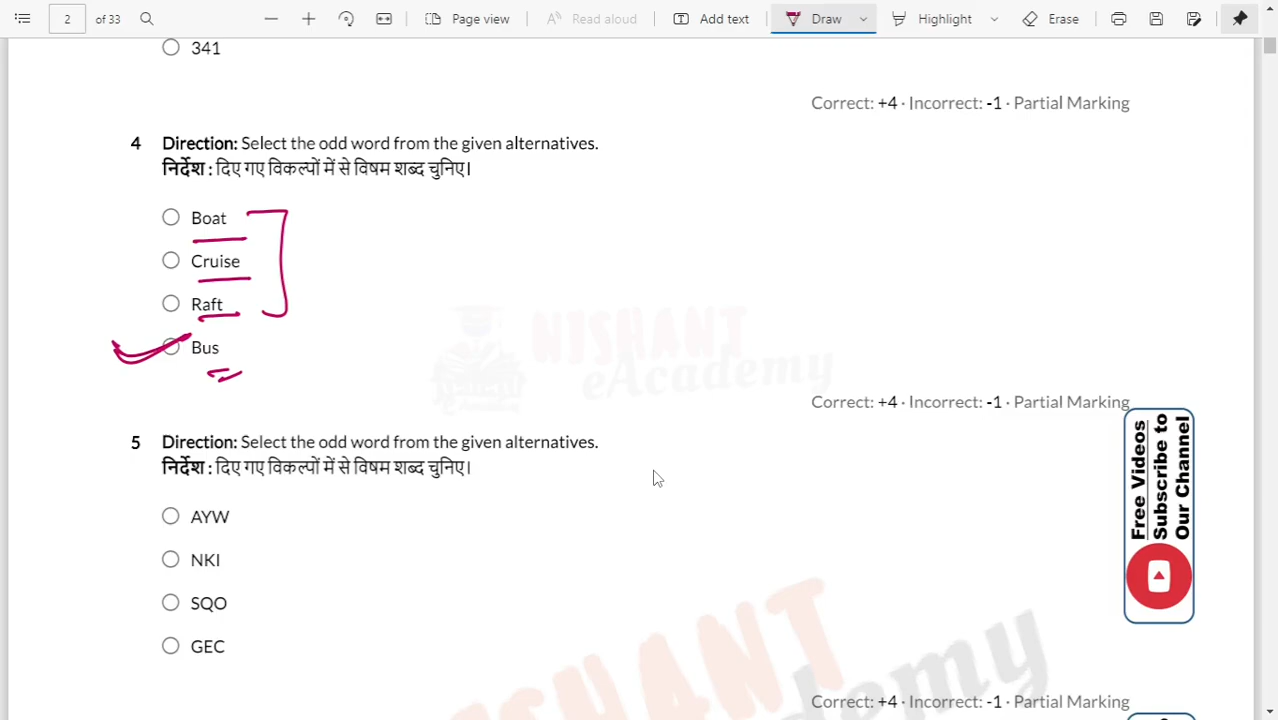 2
of 33
Page view
Read aloud
Add text
Draw
Highlight
Erase
341
Correct: +4 · Incorrect: -1 · Partial Marking
4
Direction: Select the odd word from the given alternatives.
निर्देश : दिए गए विकल्पों में से विषम शब्द चुनिए।
Boat
Cruise
Raft
Bus
NISHANT
eAcademy
Correct: +4 · Incorrect: -1 · Partial Marking
5
Direction: Select the odd word from the given alternatives.
निर्देश : दिए गए विकल्पों में से विषम शब्द चुनिए।
AYW
NKI
SQO
GEC
Free Videos
Subscribe to
Our Channel
Correct: +4 · Incorrect: -1 · Partial Marking